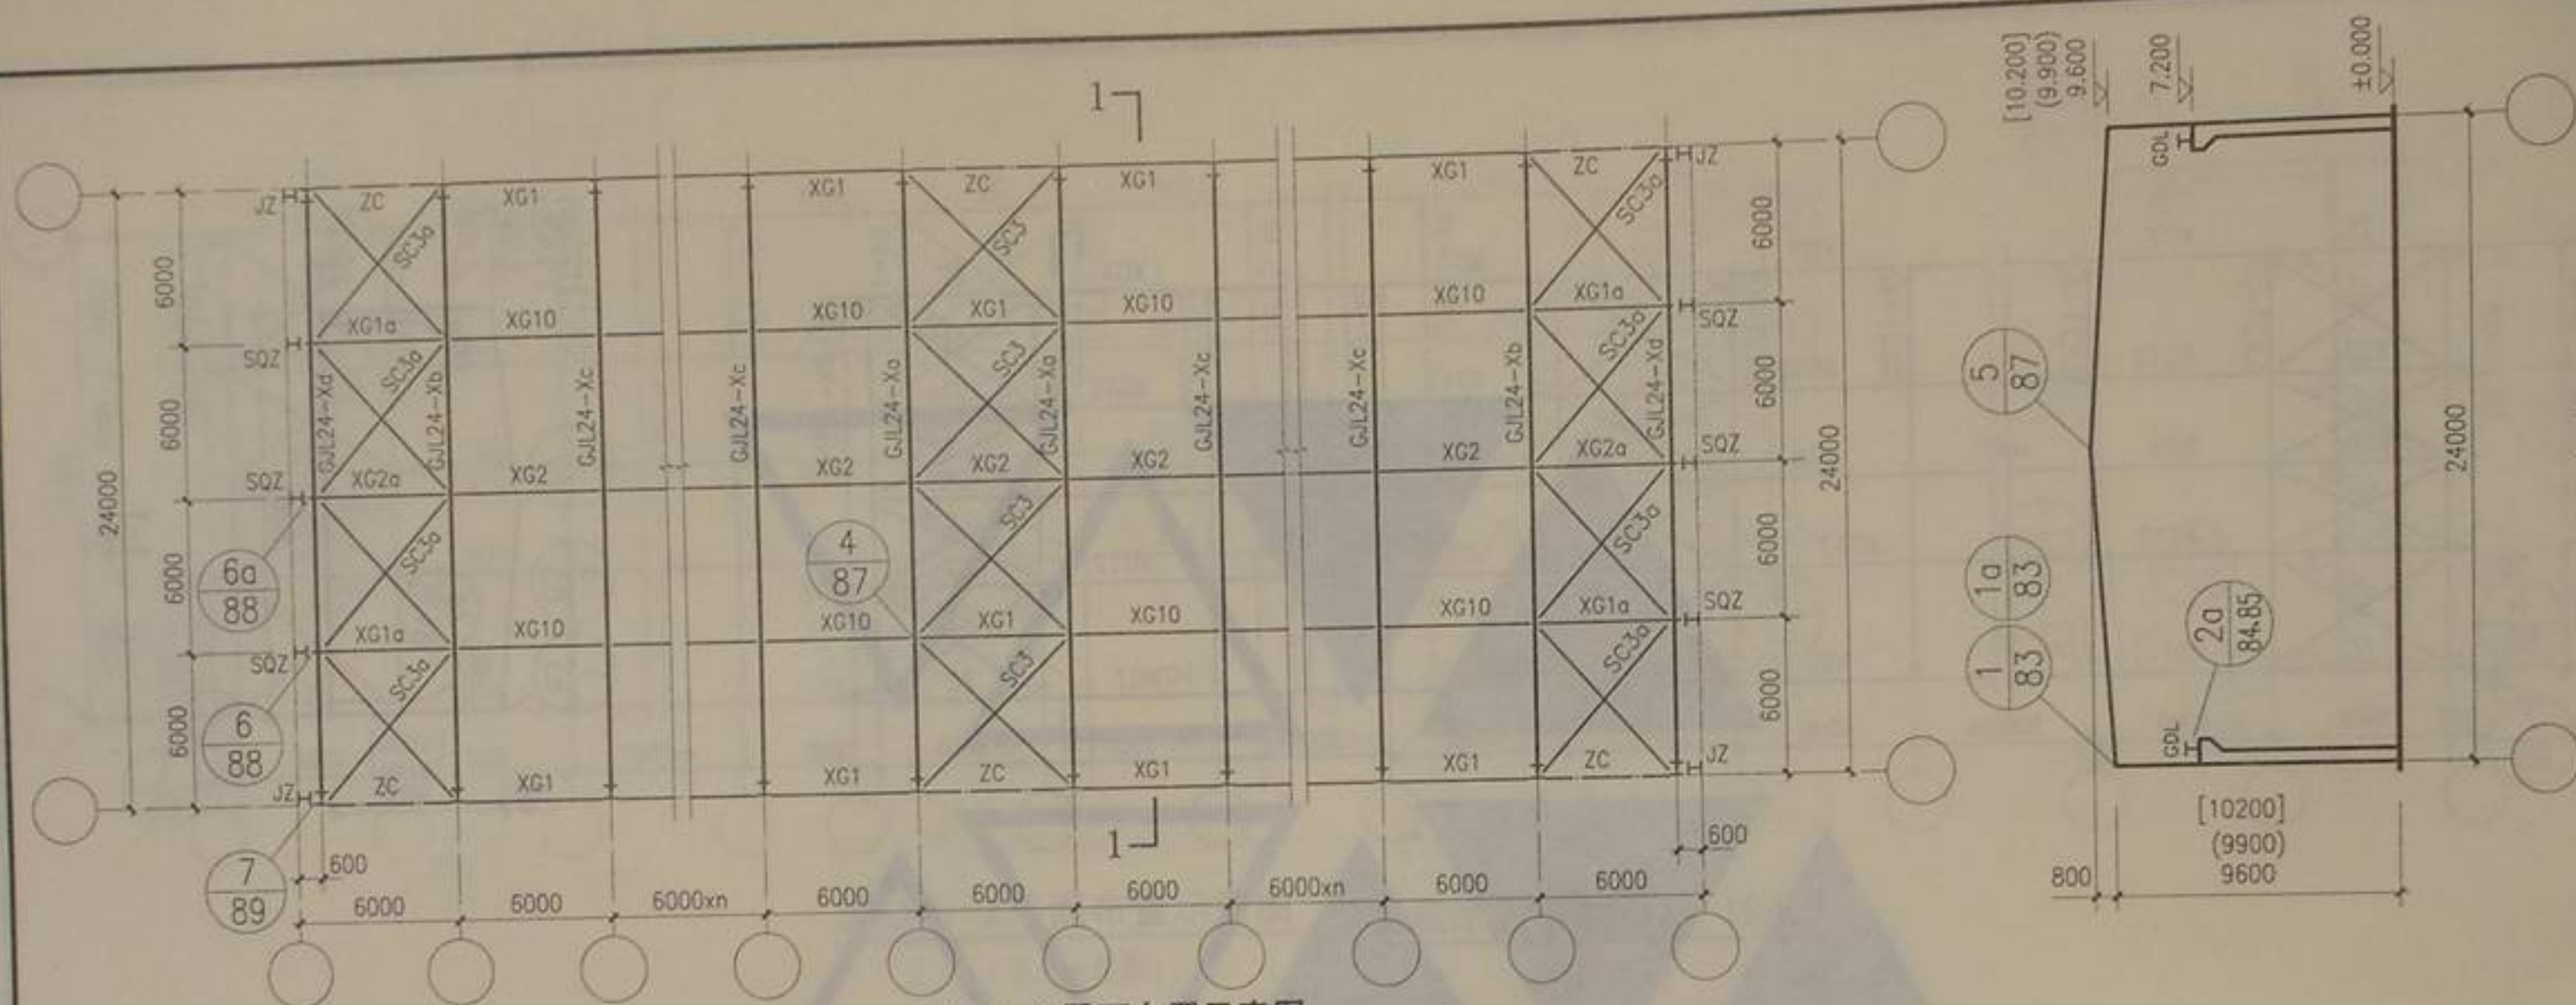 1
[10.200]
(9.900)
9.600
7.200
±0.000
JZ ZC XG1 XG1 ZC XG1 XG1 ZC JZ
GDL
SC3a SC3 SC3a
6000 6000
XG1a XG10 XG10 XG1 XG10 XG10 XG1a
SQZ SQZ
SC3a SC3 SC3a
GJL24-Xd GJL24-Xb GJL24-Xc GJL24-Xc GJL24-Xa GJL24-Xa GJL24-Xc GJL24-Xc GJL24-Xb GJL24-Xd
6000 6000
5
87
SQZ XG2a XG2 XG2 XG2 XG2 XG2 XG2a SQZ
24000 24000 24000
SC3a SC3 SC3a
6000 6000
6a
88
4
87
1a
83
2a
84.85
SQZ XG1a XG10 XG10 XG1 XG10 XG10 XG1a SQZ
1
83
SC3a SC3 SC3a
6000 6000
6
88
GDL
JZ ZC XG1 XG1 ZC XG1 XG1 ZC JZ
1
7
89
600 600
[10200]
(9900)
800 9600
6000 6000 6000xn 6000 6000 6000 6000xn 6000 6000